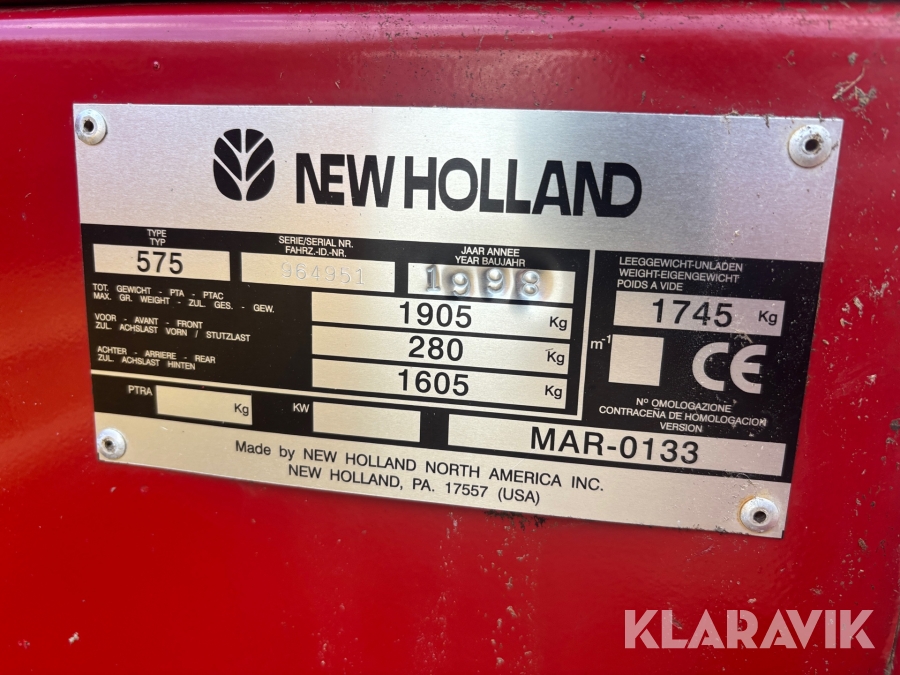 NEW HOLLAND
TYPE
TYP
575
SERIE/SERIAL NR.
FAHRZ.-ID.-NR.
964951
JAAR ANNEE
YEAR BAUJAHR
1998
TOT. GEWICHT - PTA - PTAC
MAX. GR. WEIGHT - ZUL. GES. - GEW.
1905 Kg
VOOR - AVANT - FRONT
ZUL. ACHSLAST VORN / STUTZLAST
280 Kg
ACHTER - ARRIERE - REAR
ZUL. ACHSLAST HINTEN
1605 Kg
LEEGGEWICHT-UNLADEN
WEIGHT-EIGENGEWICHT
POIDS A VIDE
1745 Kg
m-1
CE
PTRA
Kg
KW
Nº OMOLOGAZIONE
CONTRACEÑA DE HOMOLOGACION
VERSION
MAR-0133
Made by NEW HOLLAND NORTH AMERICA INC.
NEW HOLLAND, PA. 17557 (USA)
KLARAVIK